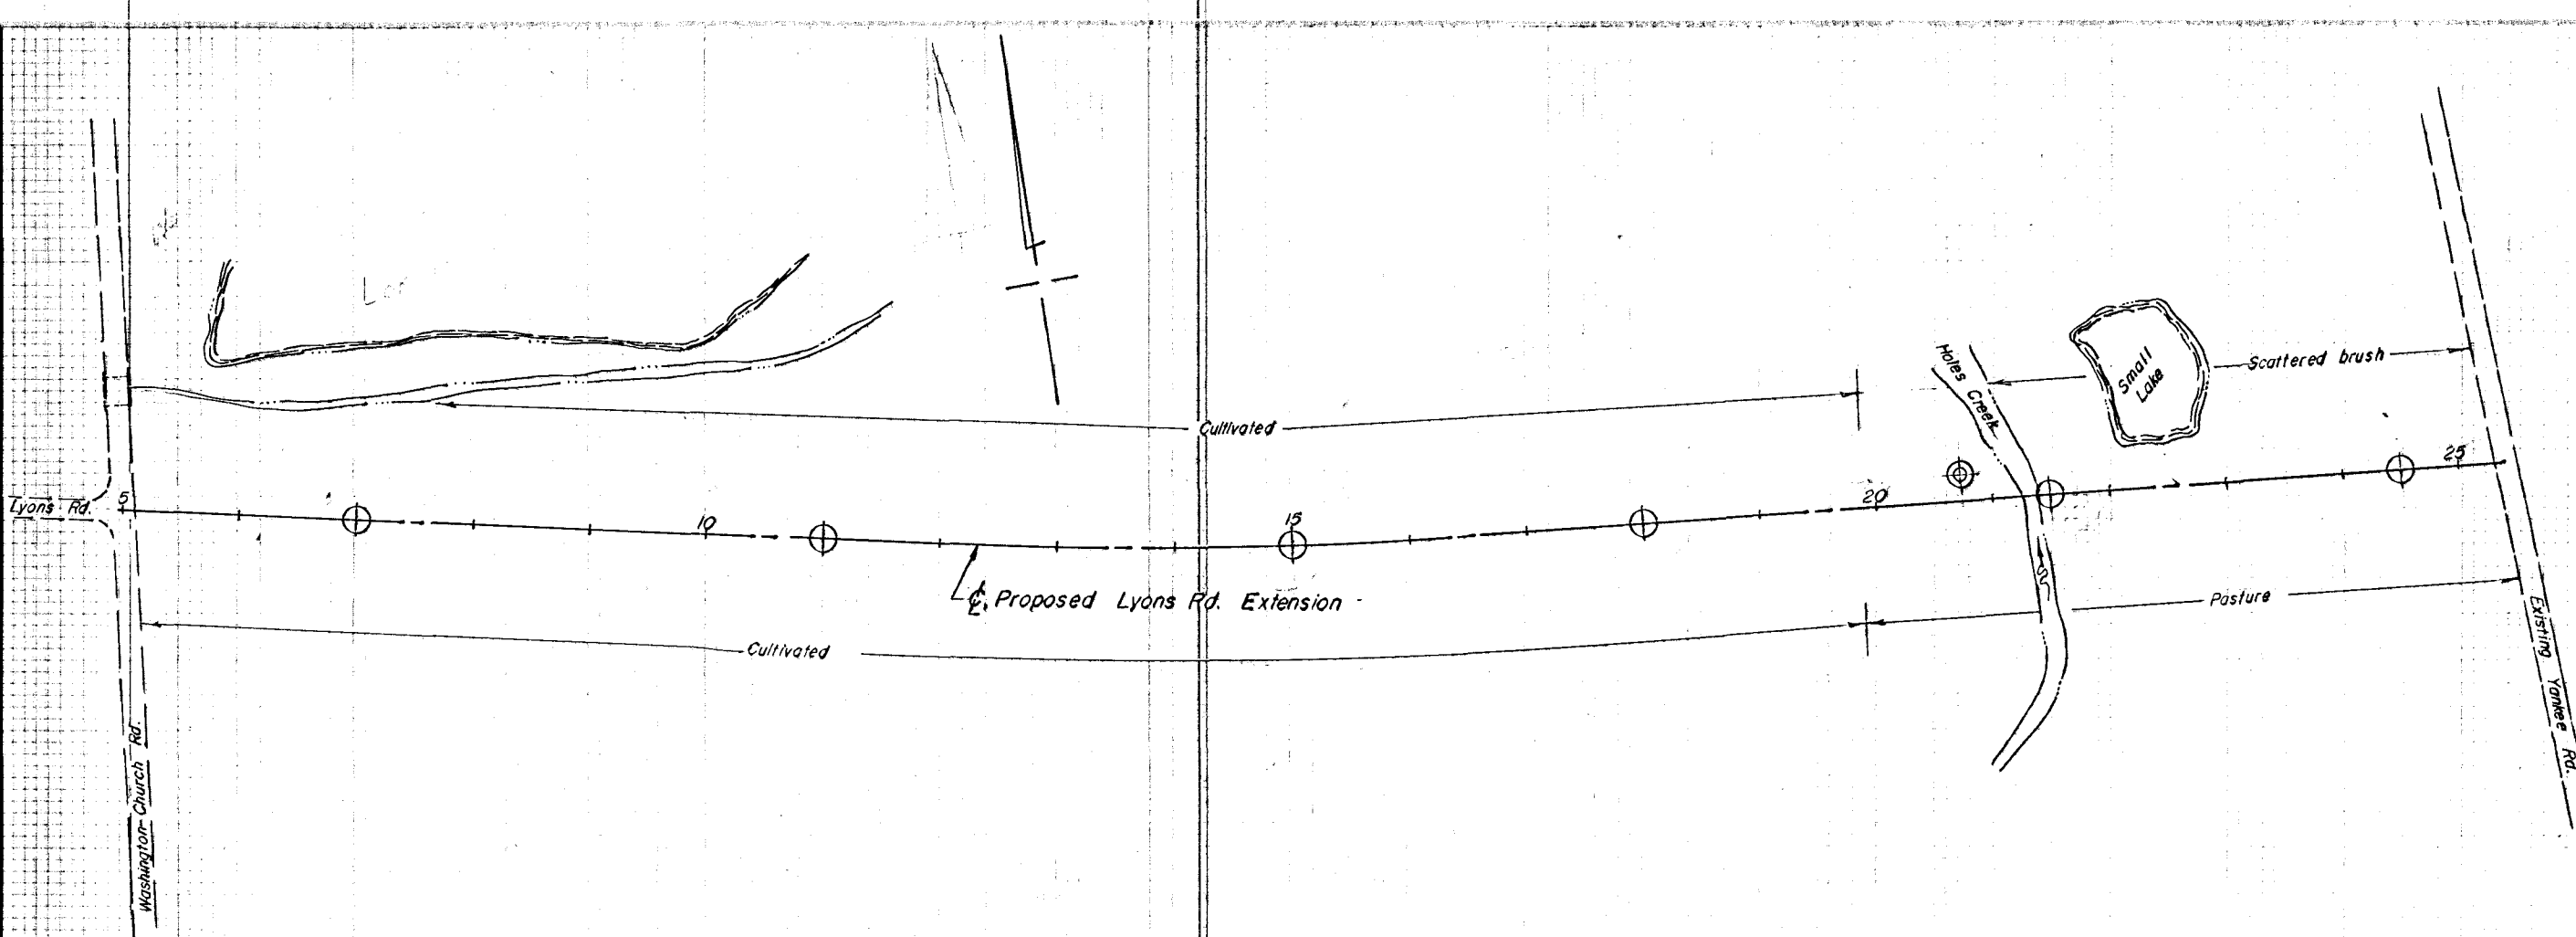 Holes Creek
Small
Lake
Scattered brush
Cultivated
Lyons Rd.
5
10
15
20
25
℄ Proposed Lyons Rd. Extension
Pasture
Cultivated
Washington Church Rd.
Existing Yankee Rd.